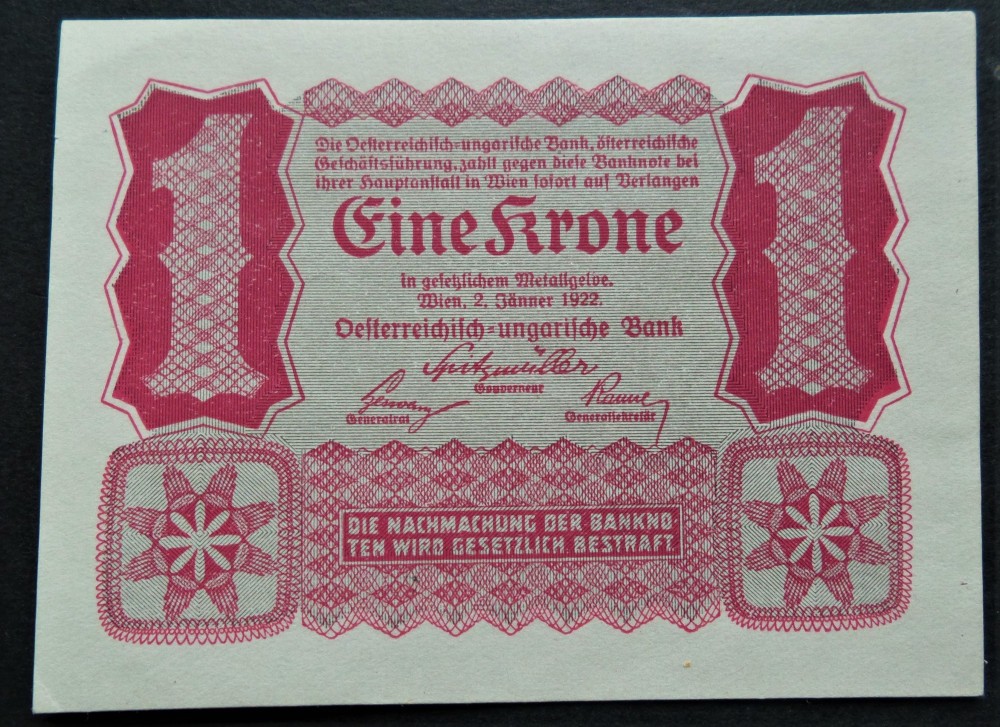 1
1
Die Oesterreichisch-ungarische Bank, österreichische
Geschäftsführung, zahlt gegen diese Banknote bei
ihrer Hauptanstalt in Wien sofort auf Verlangen
Eine Krone
in gesetzlichem Metallgelde.
Wien, 2. Jänner 1922.
Oesterreichisch-ungarische Bank
Spitzmüller
Gouverneur
Generalrat
Generalsekretär
DIE NACHMACHUNG DER BANKNO-
TEN WIRD GESETZLICH BESTRAFT